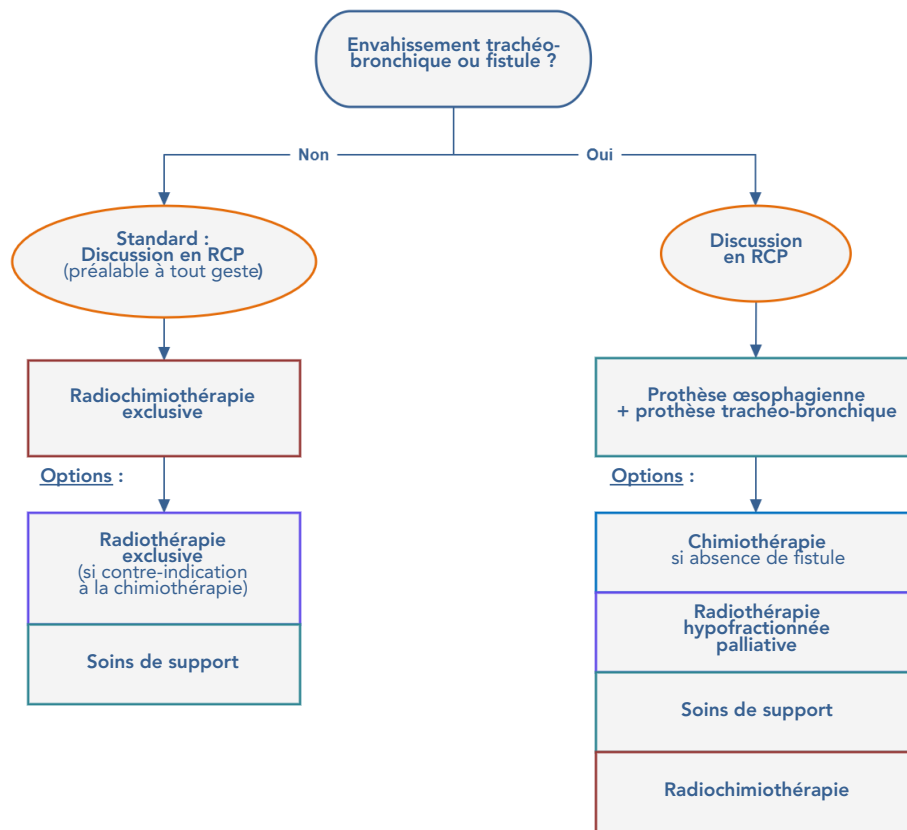 Envahissement trachéo-
bronchique ou fistule ?
Non
Oui
Standard :
Discussion en RCP
(préalable à tout geste)
Discussion
en RCP
Radiochimiothérapie
exclusive
Prothèse œsophagienne
+ prothèse trachéo-bronchique
Options :
Options :
Radiothérapie
exclusive
(si contre-indication
à la chimiothérapie)
Soins de support
Chimiothérapie
si absence de fistule
Radiothérapie
hypofractionnée
palliative
Soins de support
Radiochimiothérapie